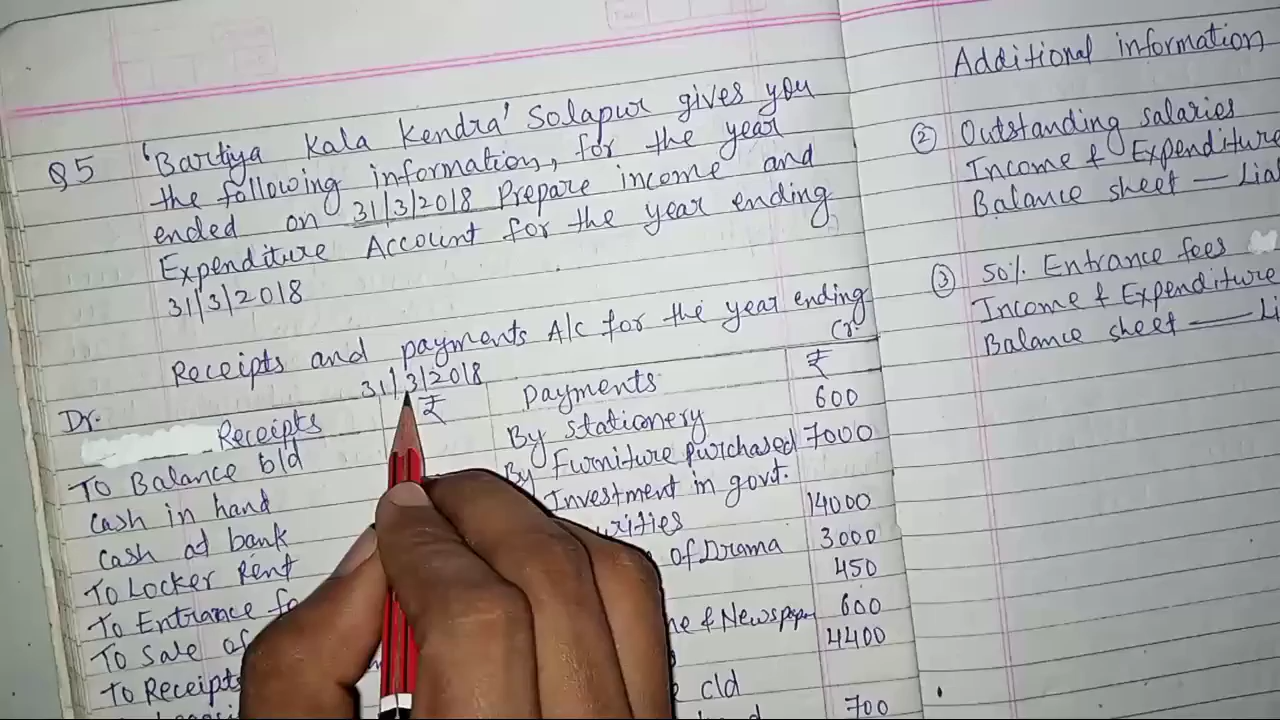 Q5 'Bartiya Kala Kendra' Solapur gives you
the following information, for the year
ended on 31/3/2018 Prepare income and
Expenditure Account for the year ending
31/3/2018
Receipts and payments A/c for the year ending
31/3/2018
Dr. Cr.
Receipts ₹ Payments ₹
To Balance b/d By stationery 600
Cash in hand By Furniture purchased 7000
Cash at bank Investment in govt.
14000
To Locker Rent of Drama 3000
To Entrance 450
To Sale of & Newspaper 600
4400
To Receipts c/d
700
Additional information
② Outstanding salaries
Income & Expenditure
Balance sheet —
③ 50% Entrance fees
Income & Expenditure
Balance sheet —